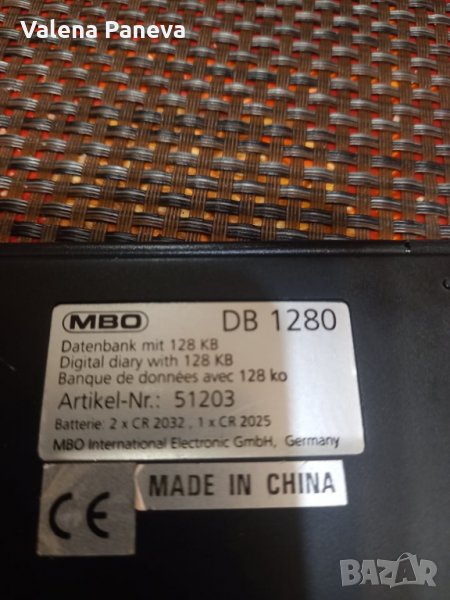 Valena Paneva
MBO DB 1280
Datenbank mit 128 KB
Digital diary with 128 KB
Banque de données avec 128 ko
Artikel-Nr.: 51203
Batterie: 2 x CR 2032 , 1 x CR 2025
MBO International Electronic GmbH, Germany
CE
MADE IN CHINA
BAZAR